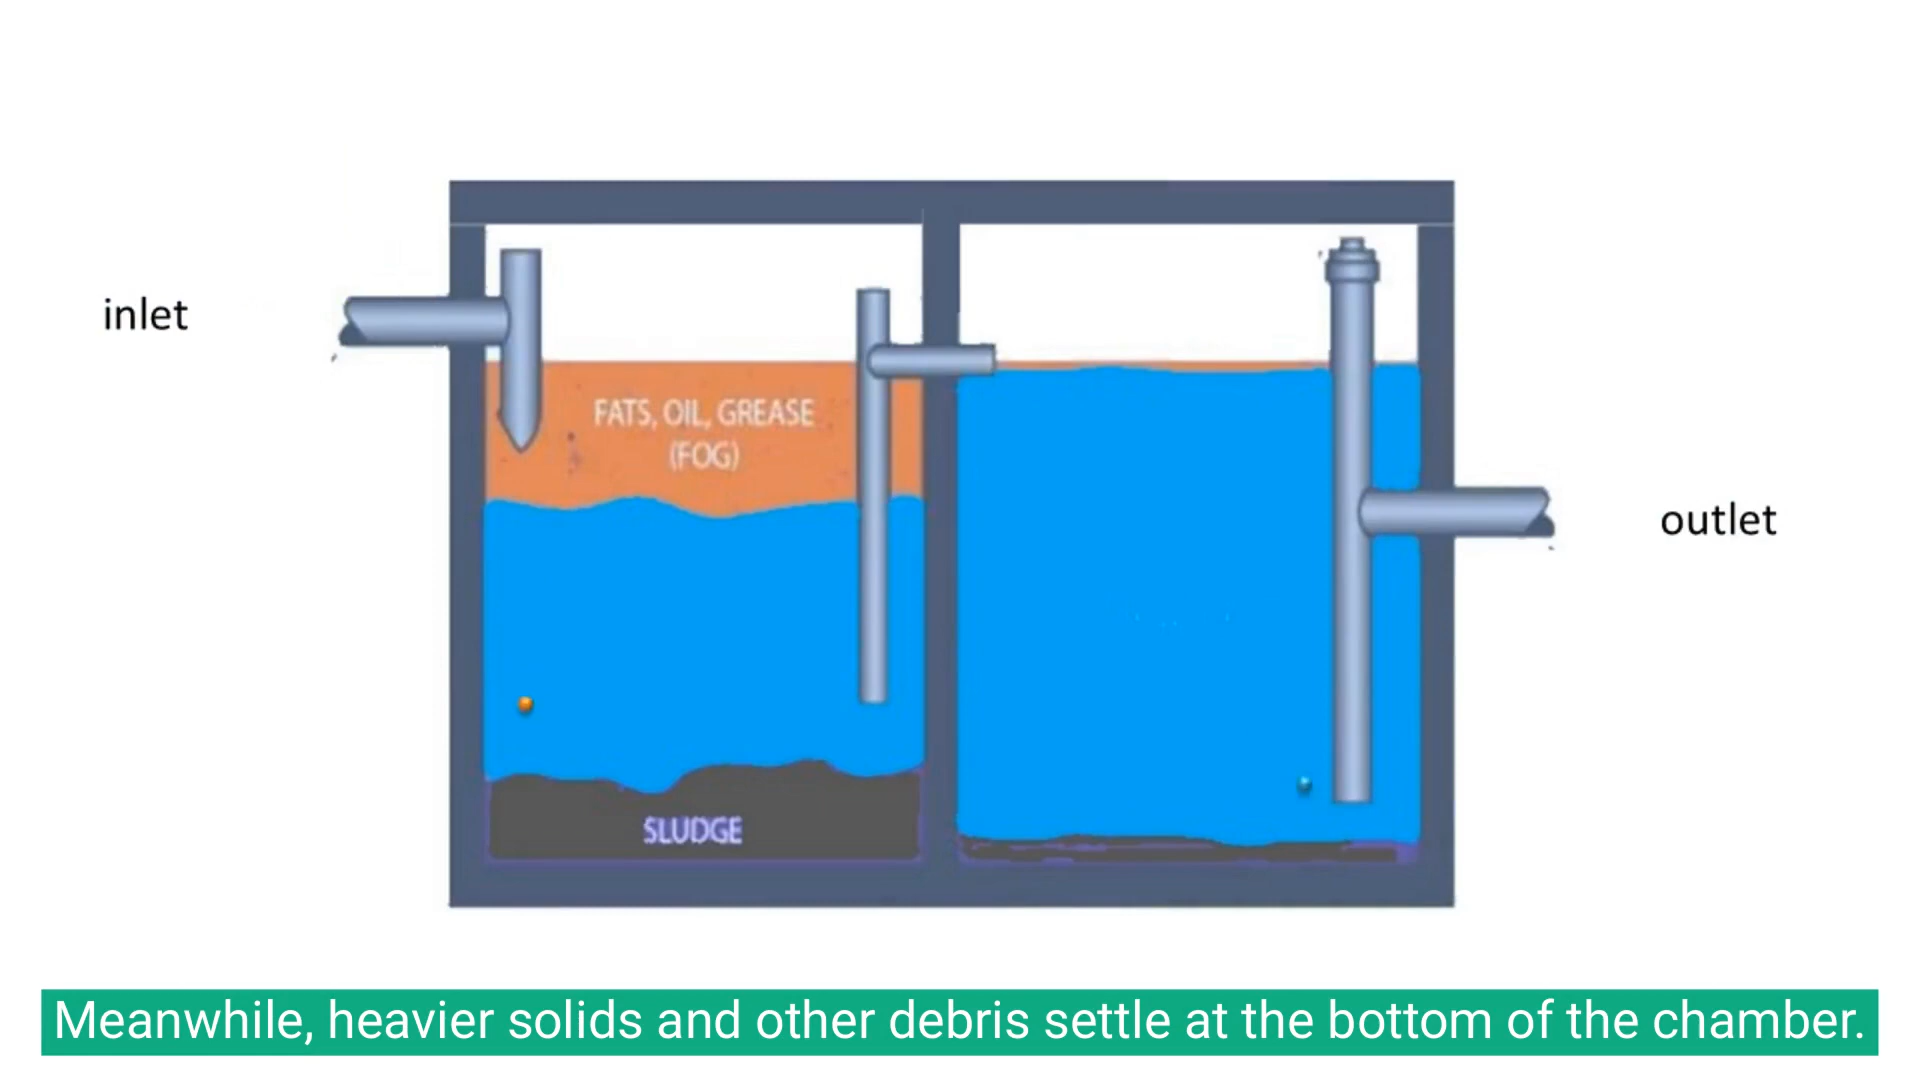 inlet
FATS, OIL, GREASE
(FOG)
outlet
SLUDGE
Meanwhile, heavier solids and other debris settle at the bottom of the chamber.